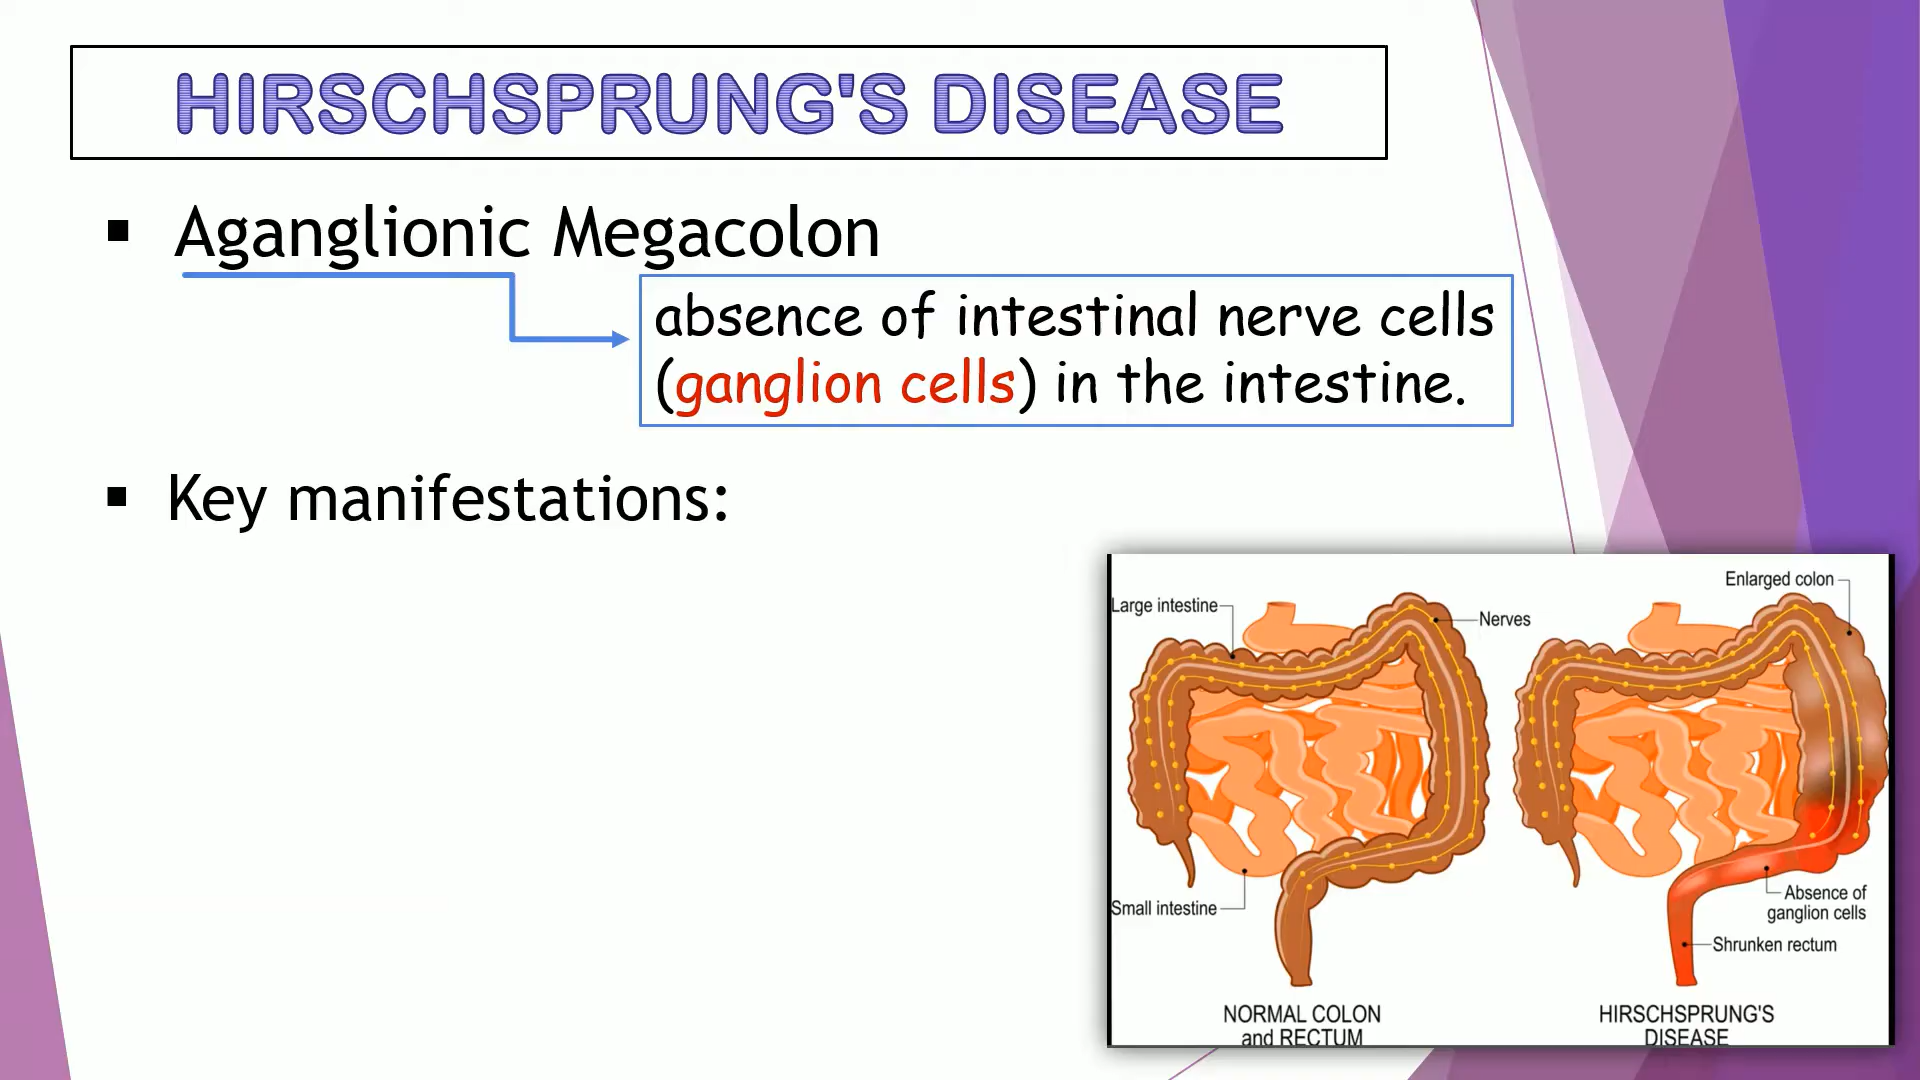 HIRSCHSPRUNG'S DISEASE
▪ Aganglionic Megacolon
absence of intestinal nerve cells
(ganglion cells) in the intestine.
▪ Key manifestations:
Large intestine
Nerves
Small intestine
NORMAL COLON
and RECTUM
Enlarged colon
Absence of
ganglion cells
Shrunken rectum
HIRSCHSPRUNG'S
DISEASE